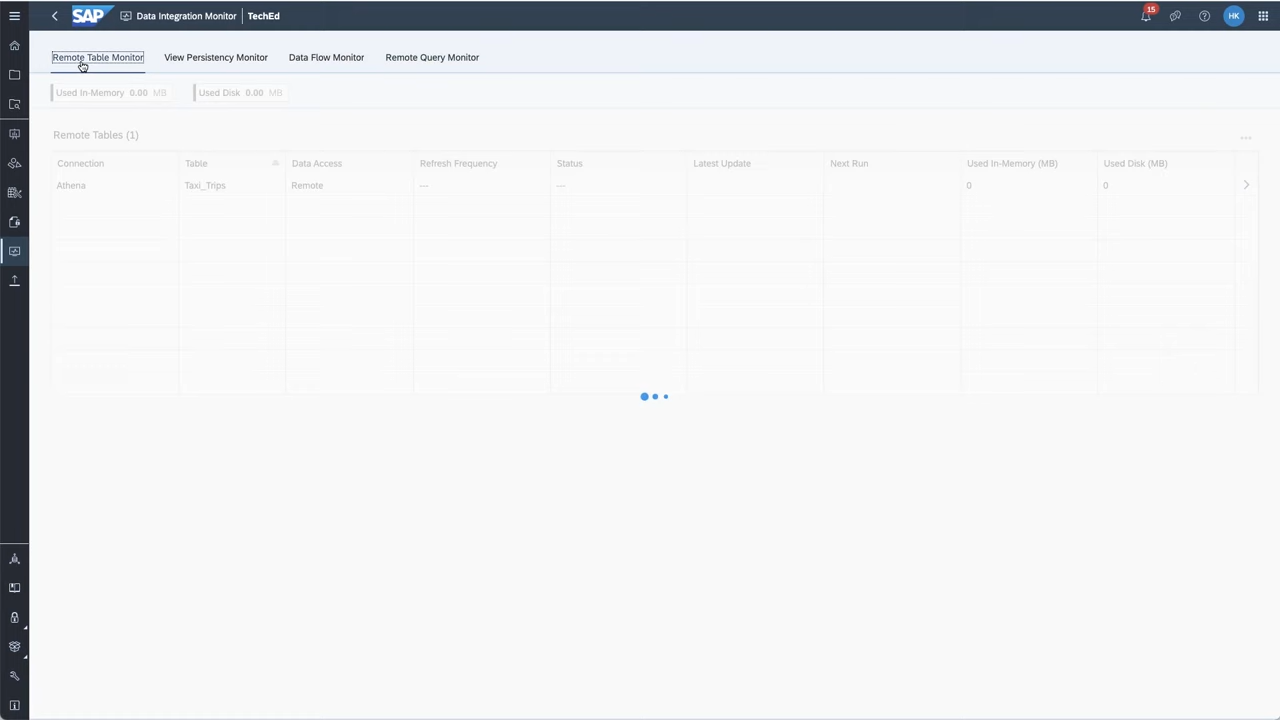 SAP Data Integration Monitor TechEd 15 HK
Remote Table Monitor View Persistency Monitor Data Flow Monitor Remote Query Monitor
Used In-Memory 0.00 MB Used Disk 0.00 MB
Remote Tables (1)
Connection Table Data Access Refresh Frequency Status Latest Update Next Run Used In-Memory (MB) Used Disk (MB)
Athena Taxi_Trips Remote --- --- 0 0